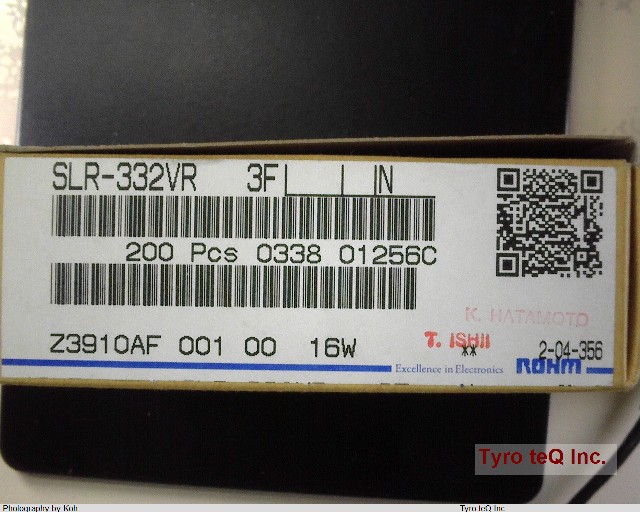 SLR-332VR 3F IN
200 Pcs 0338 01256C
K. HATAMOTO
T. ISHII
Z3910AF 001 00 16W
** 2-04-356
Excellence in Electronics ROHM
Tyro teQ Inc.
Photography by Koh Tyro teQ Inc